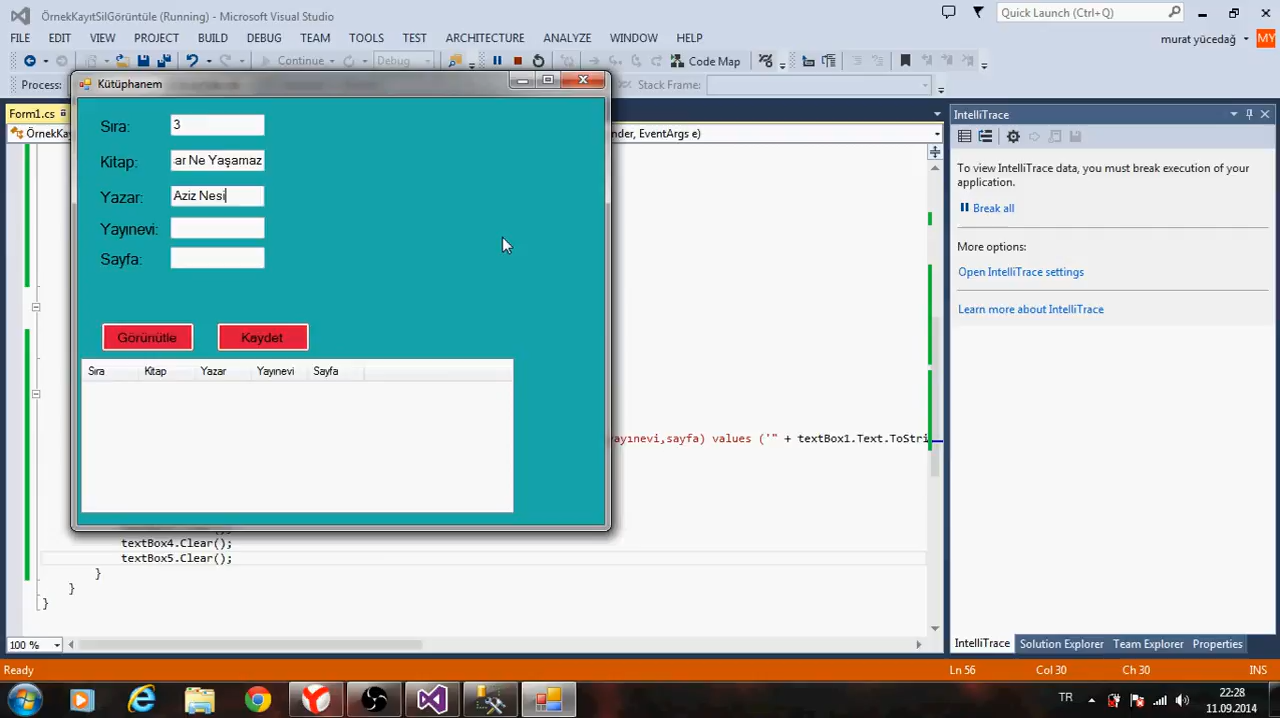 ÖrnekKayıtSilGörüntüle (Running) - Microsoft Visual Studio
Quick Launch (Ctrl+Q)
FILE EDIT VIEW PROJECT BUILD DEBUG TEAM TOOLS TEST ARCHITECTURE ANALYZE WINDOW HELP
murat yücedağ MY
Continue Debug Code Map
Process: Stack Frame:
Kütüphanem
Form1.cs
ÖrnekKay
nder, EventArgs e)
Sıra: 3
Kitap: ar Ne Yaşamaz
Yazar: Aziz Nesi
Yayınevi:
Sayfa:
Görünütle Kaydet
Sıra Kitap Yazar Yayınevi Sayfa
ayınevi,sayfa) values ('" + textBox1.Text.ToStri
textBox4.Clear();
textBox5.Clear();
}
}
}
100 %
IntelliTrace
To view IntelliTrace data, you must break execution of your
application.
Break all
More options:
Open IntelliTrace settings
Learn more about IntelliTrace
IntelliTrace Solution Explorer Team Explorer Properties
Ready Ln 56 Col 30 Ch 30 INS
TR 22:28
11.09.2014